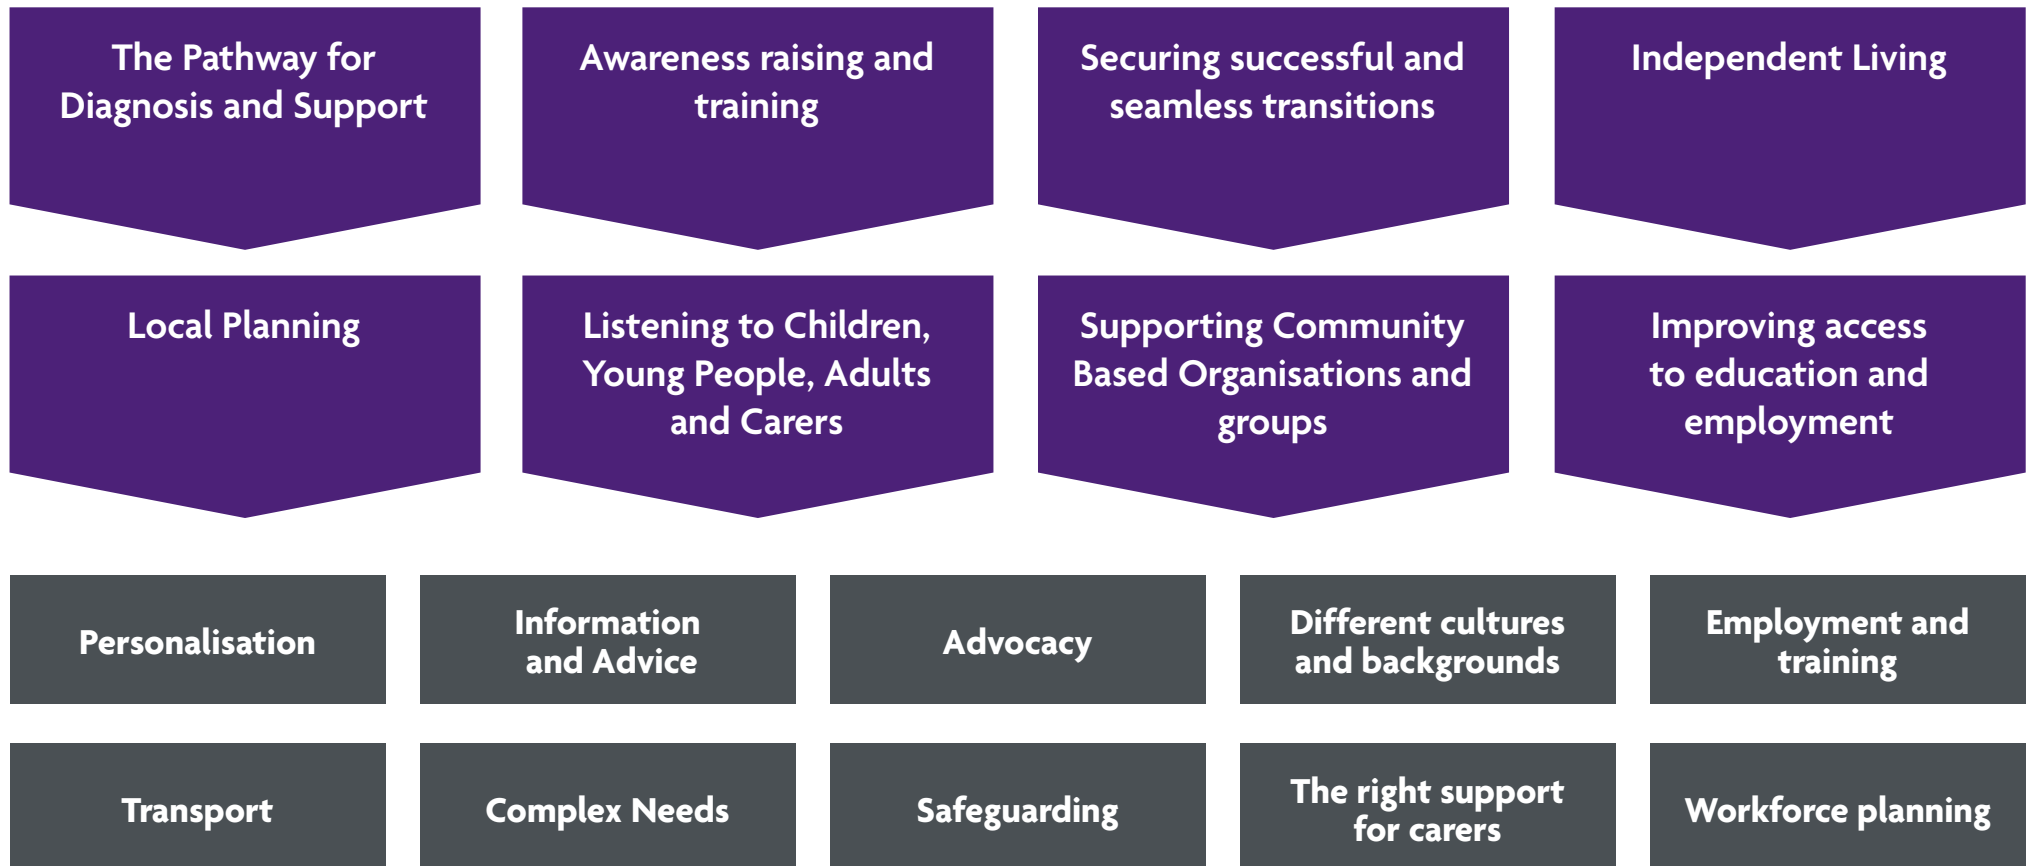 The Pathway for
Diagnosis and Support
Awareness raising and
training
Securing successful and
seamless transitions
Independent Living
Local Planning
Listening to Children,
Young People, Adults
and Carers
Supporting Community
Based Organisations and
groups
Improving access
to education and
employment
Personalisation
Information
and Advice
Advocacy
Different cultures
and backgrounds
Employment and
training
Transport
Complex Needs
Safeguarding
The right support
for carers
Workforce planning